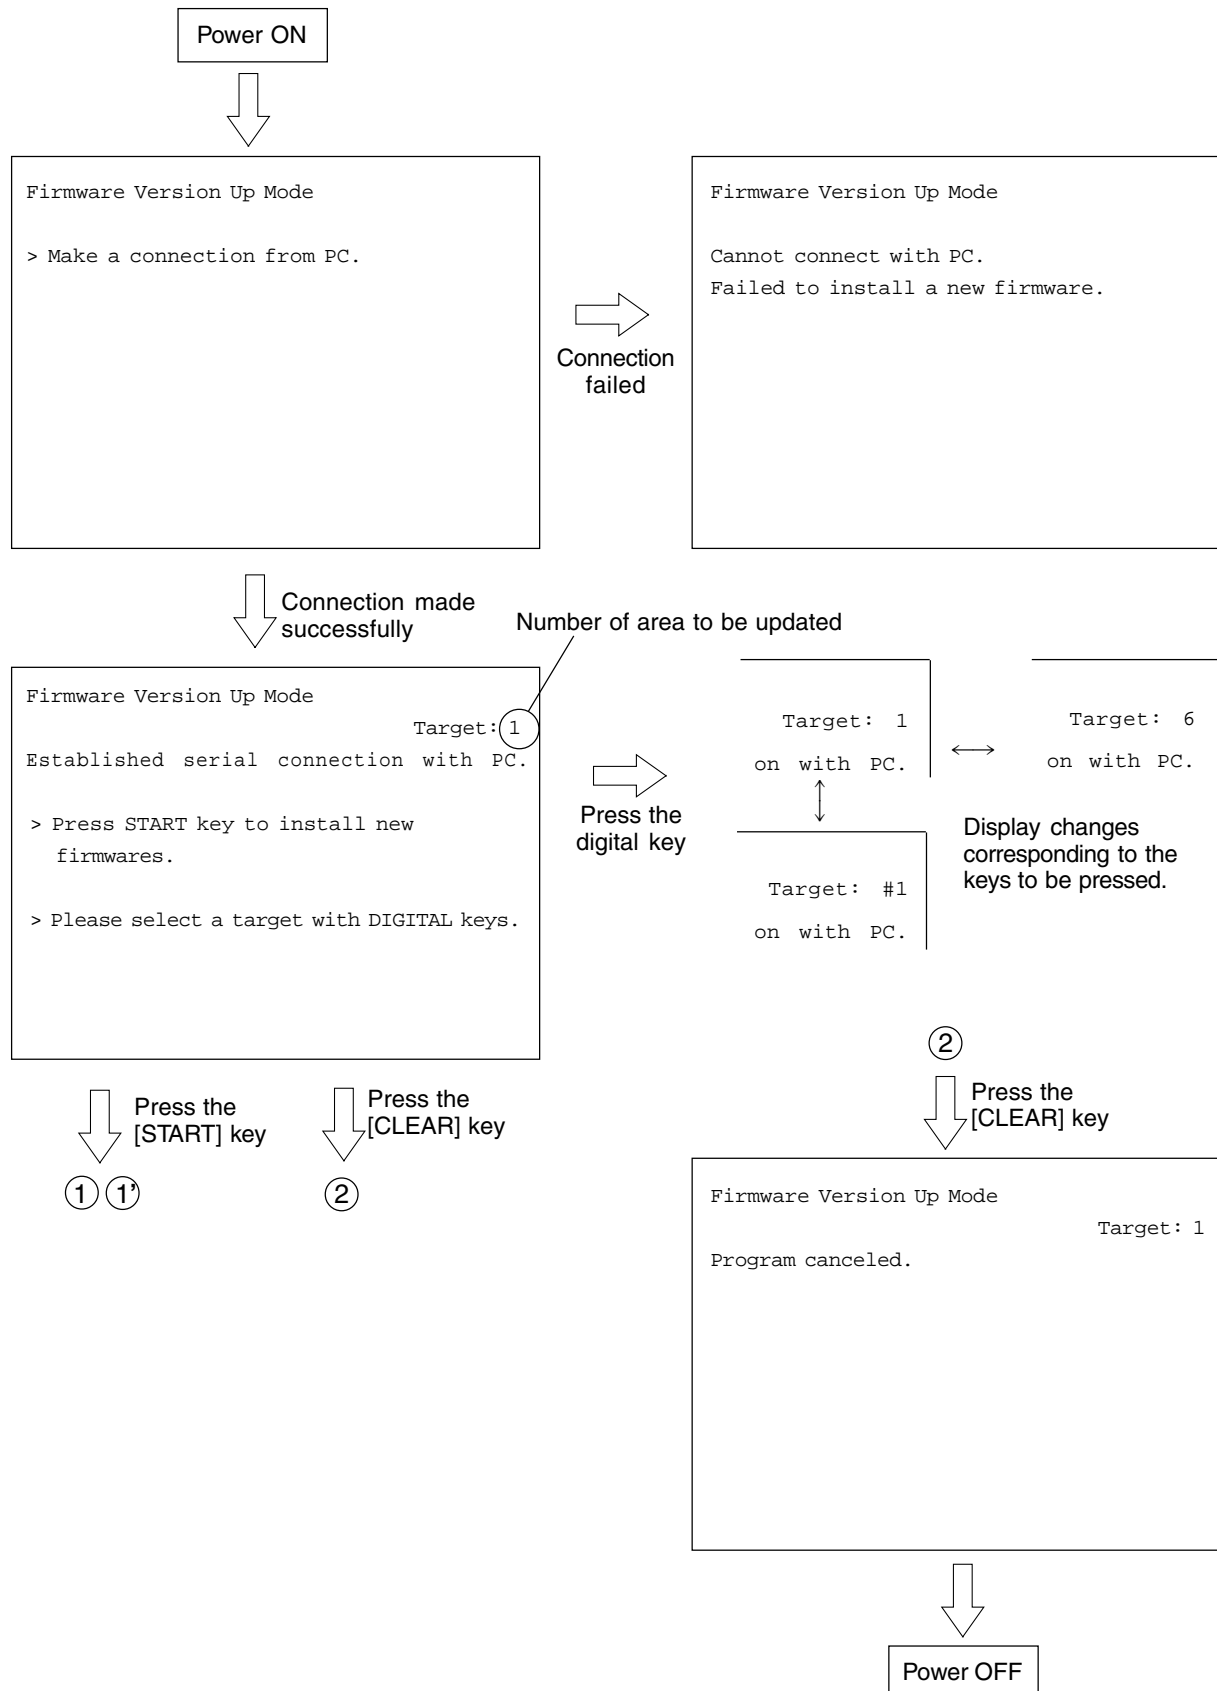 Power ON
Firmware Version Up Mode
> Make a connection from PC.
Connection
failed
Firmware Version Up Mode
Cannot connect with PC.
Failed to install a new firmware.
Connection made
successfully
Number of area to be updated
Firmware Version Up Mode
Target: 1
Established serial connection with PC.
> Press START key to install new
firmwares.
> Please select a target with DIGITAL keys.
Press the
digital key
Target: 1
on with PC.
Target: 6
on with PC.
Target: #1
on with PC.
Display changes
corresponding to the
keys to be pressed.
Press the
[START] key
1 1'
Press the
[CLEAR] key
2
2
Press the
[CLEAR] key
Firmware Version Up Mode
Target: 1
Program canceled.
Power OFF